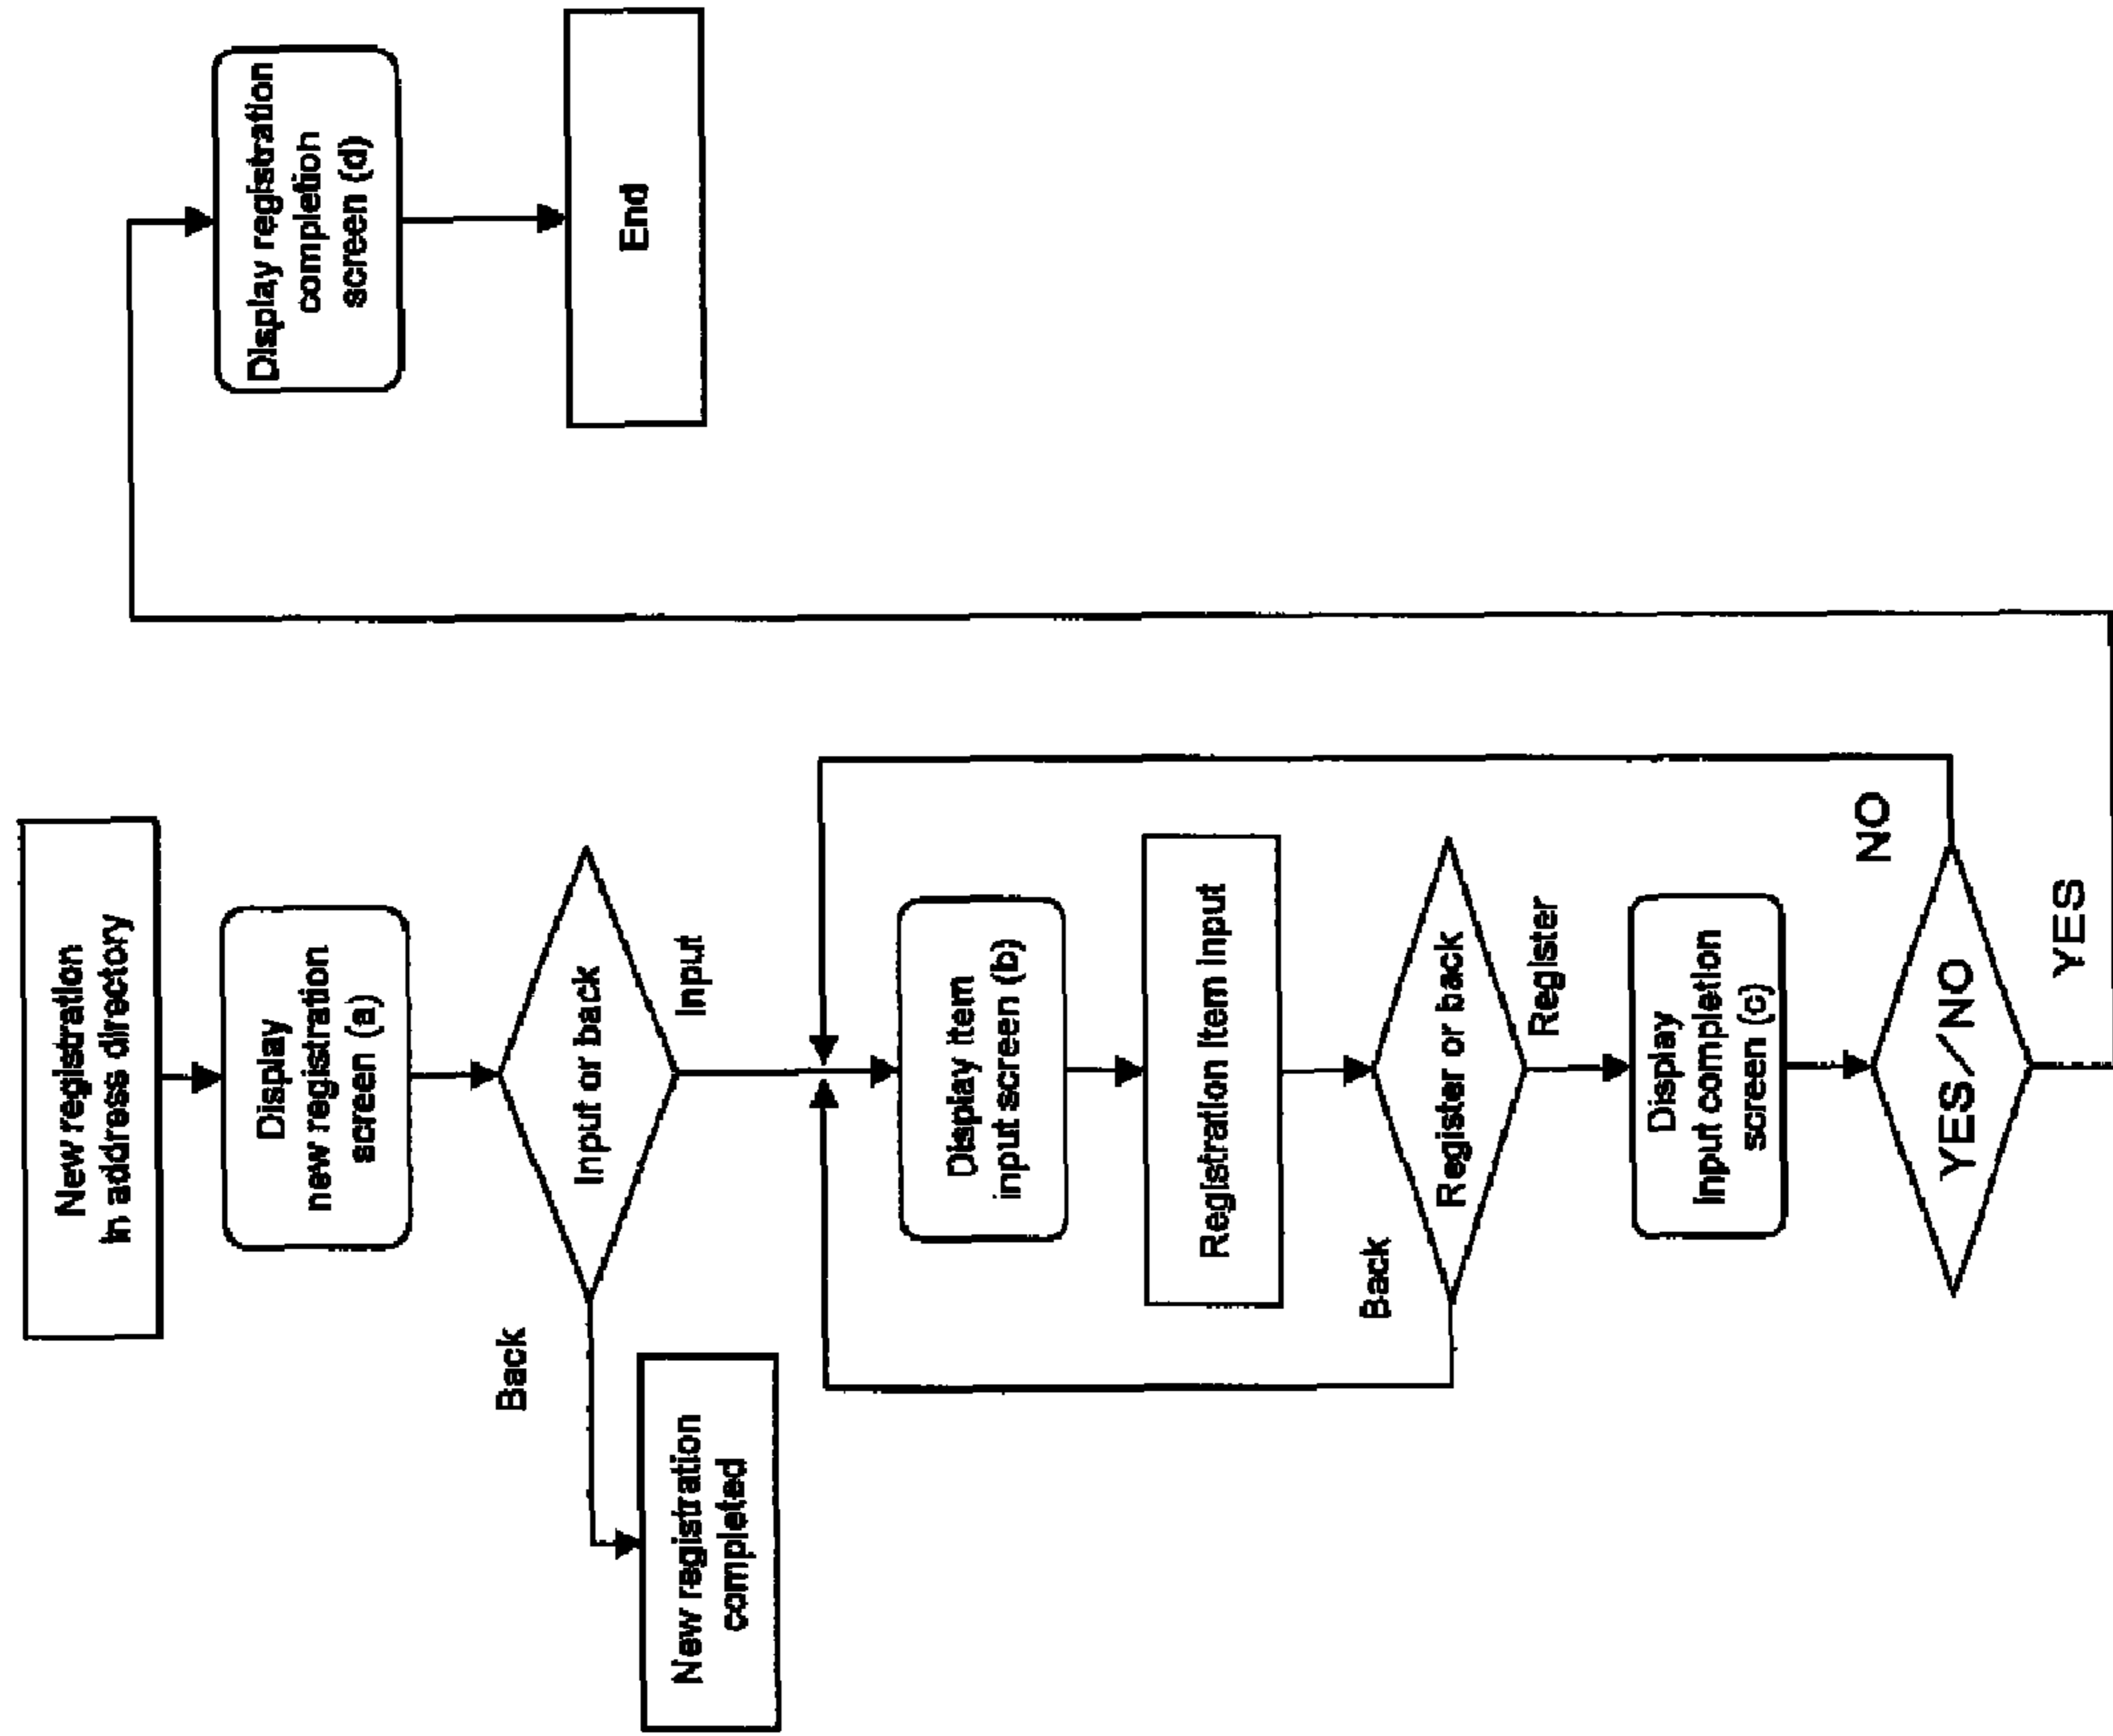 New registration
in address directory
Display
new registration
screen (a)
Input or back
Back
Input
New registration
completed
Display item
input screen (b)
Registration item input
Register or back
Back
Register
Display
Input completion
screen (c)
YES/NO
NO
YES
Display registration
completion
screen (d)
End